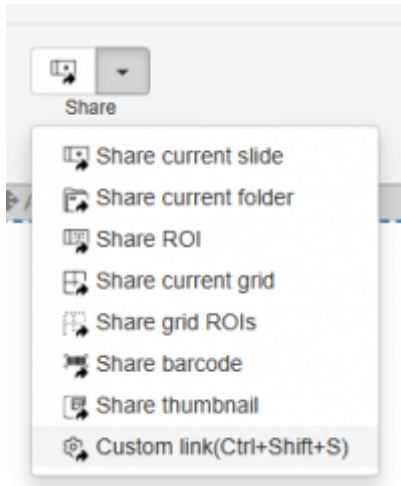 Share
Share current slide
Share current folder
Share ROI
Share current grid
Share grid ROIs
Share barcode
Share thumbnail
Custom link(Ctrl+Shift+S)